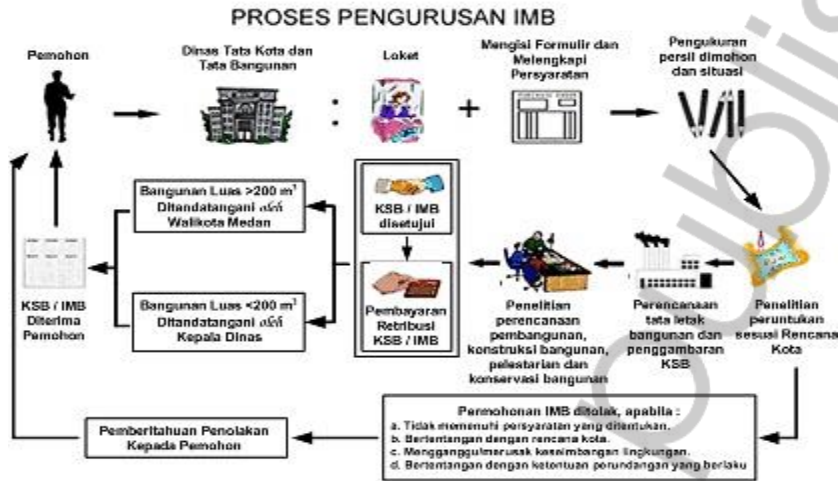 PROSES PENGURUSAN IMB
Pemohon
Dinas Tata Kota dan
Tata Bangunan
:
Loket
+
Mengisi Formulir dan
Melengkapi
Persyaratan
Pengukuran
persil dimohon
dan situasi
Penelitian
peruntukan
sesuai Rencana
Kota
Perencanaan
tata letak
bangunan dan
penggambaran
KSB
Penelitian
perencanaan
pembangunan,
konstruksi bangunan,
pelestarian dan
konservasi bangunan
KSB / IMB
disetujui
Pembayaran
Retribusi
KSB / IMB
Bangunan Luas >200 m²
Ditandatangani oleh
Walikota Medan
Bangunan Luas <200 m²
Ditandatangani oleh
Kepala Dinas
KSB / IMB
Diterima
Pemohon
Permohonan IMB ditolak, apabila :
a. Tidak memenuhi persyaratan yang ditentukan.
b. Bertentangan dengan rencana kota.
c. Mengganggu/merusak keseimbangan lingkungan.
d. Bertentangan dengan ketentuan perundangan yang berlaku
Pemberitahuan Penolakan
Kepada Pemohon
public